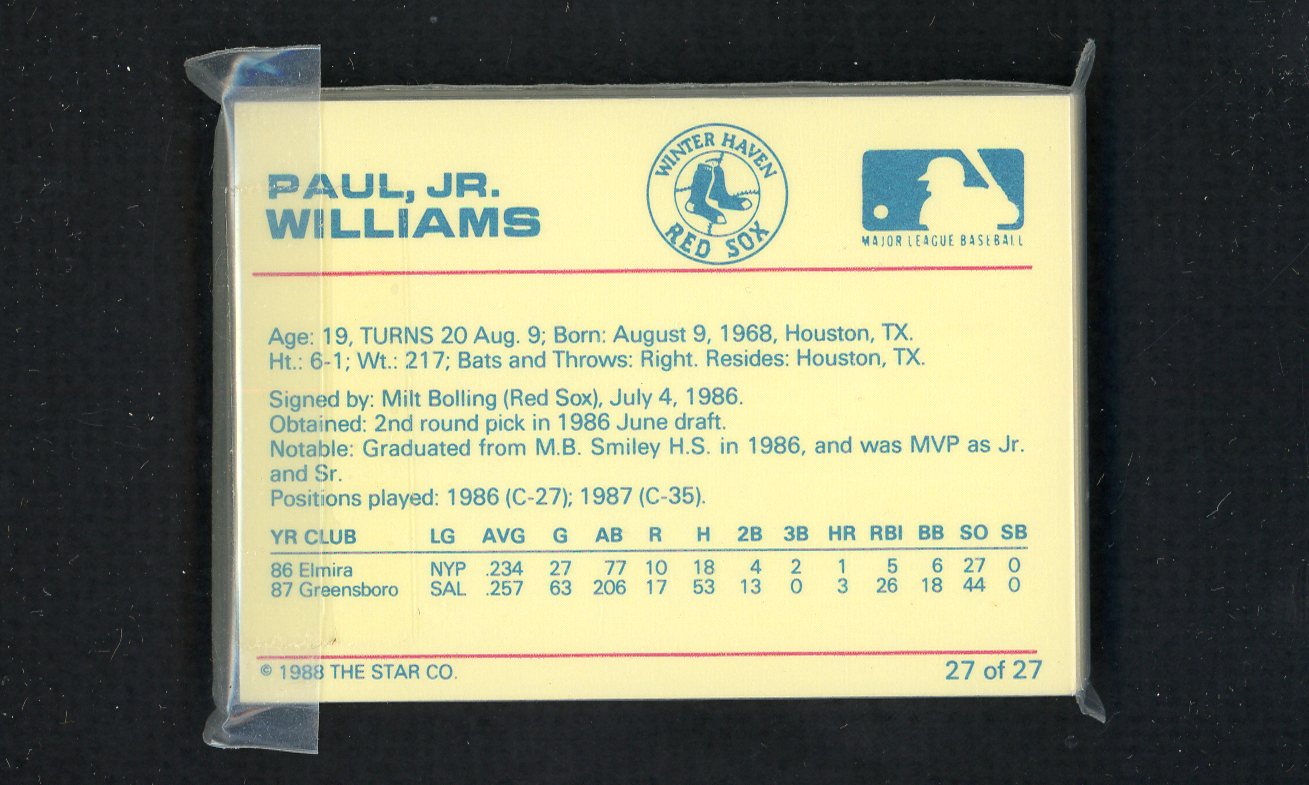 PAUL, JR.
WILLIAMS
WINTER HAVEN
RED SOX
MAJOR LEAGUE BASEBALL
Age: 19, TURNS 20 Aug. 9; Born: August 9, 1968, Houston, TX.
Ht.: 6-1; Wt.: 217; Bats and Throws: Right. Resides: Houston, TX.
Signed by: Milt Bolling (Red Sox), July 4, 1986.
Obtained: 2nd round pick in 1986 June draft.
Notable: Graduated from M.B. Smiley H.S. in 1986, and was MVP as Jr.
and Sr.
Positions played: 1986 (C-27); 1987 (C-35).
YR CLUB LG AVG G AB R H 2B 3B HR RBI BB SO SB
86 Elmira NYP .234 27 77 10 18 4 2 1 5 6 27 0
87 Greensboro SAL .257 63 206 17 53 13 0 3 26 18 44 0
© 1988 THE STAR CO. 27 of 27